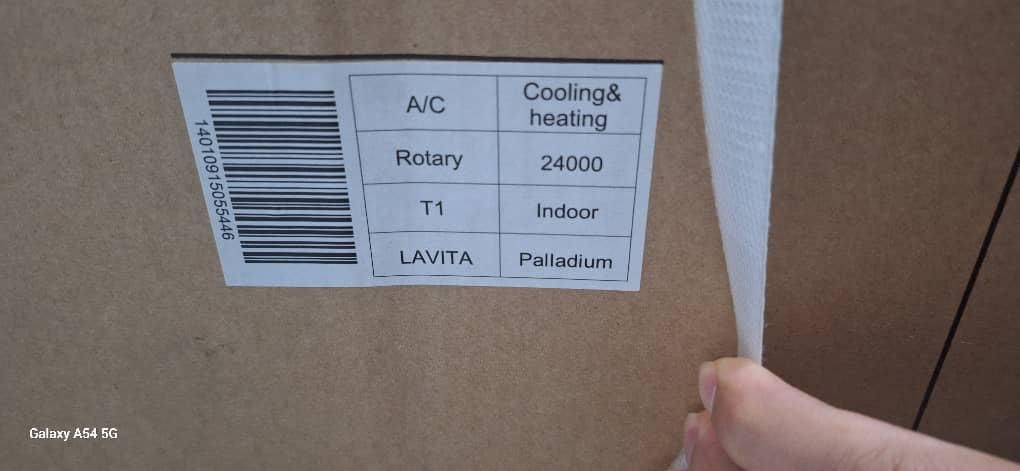 14010915055446
A/C
Cooling&
heating
Rotary
24000
T1
Indoor
LAVITA
Palladium
Galaxy A54 5G